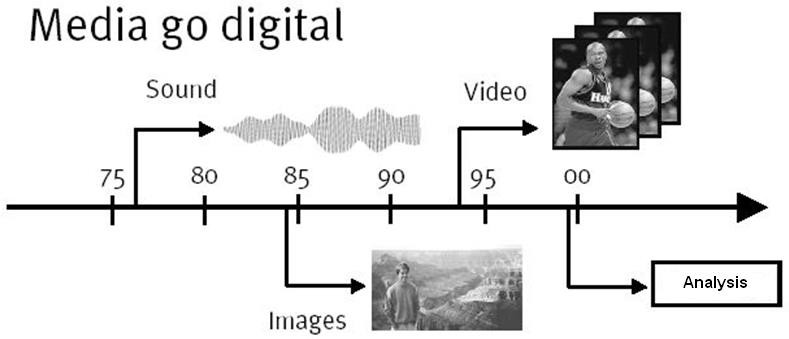 Media go digital
Sound
Video
75 80 85 90 95 00
Images
Analysis